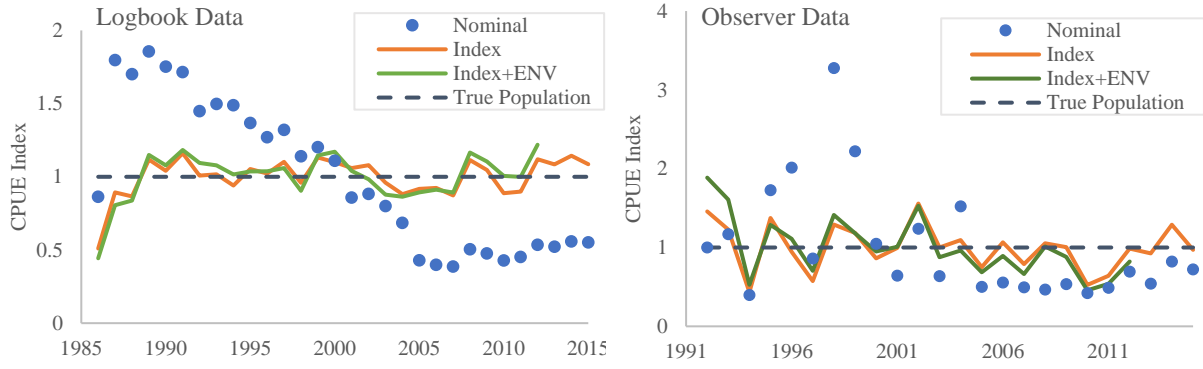 Logbook Data
CPUE Index
2
1.5
1
0.5
0
1985
1990
1995
2000
2005
2010
2015
Nominal
Index
Index+ENV
True Population
Observer Data
CPUE Index
4
3
2
1
0
1991
1996
2001
2006
2011
Nominal
Index
Index+ENV
True Population